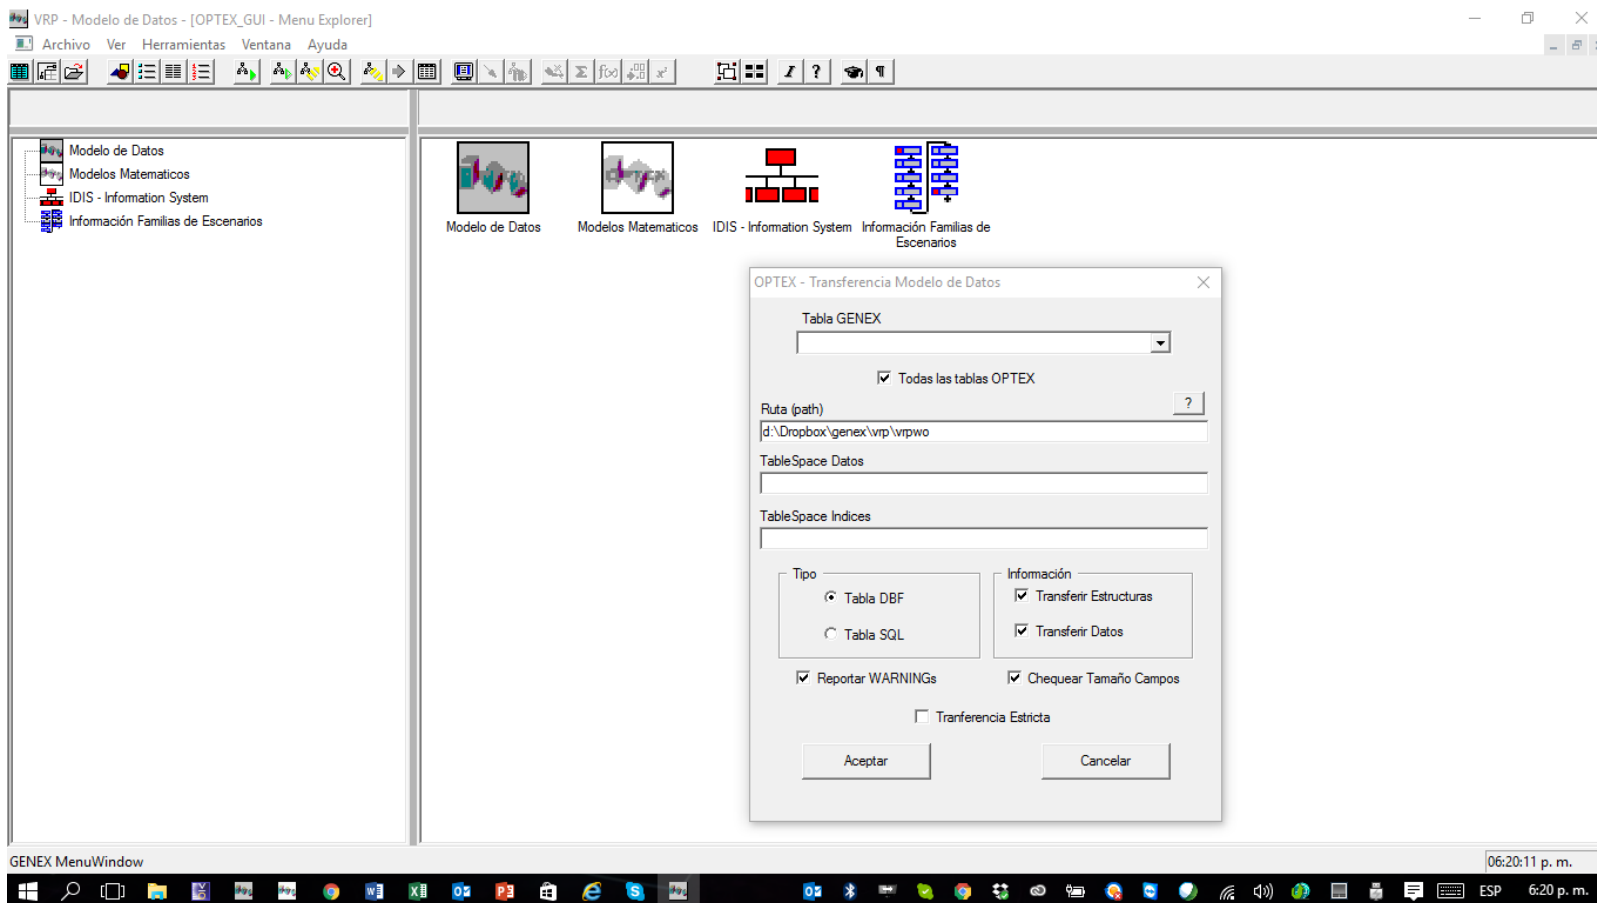 VRP - Modelo de Datos - [OPTEX_GUI - Menu Explorer]
Archivo Ver Herramientas Ventana Ayuda
Modelo de Datos
Modelos Matematicos
IDIS - Information System
Información Familias de Escenarios
Modelo de Datos
Modelos Matematicos
IDIS - Information System
Información Familias de
Escenarios
OPTEX - Transferencia Modelo de Datos
Tabla GENEX
Todas las tablas OPTEX
?
Ruta (path)
d:\Dropbox\genex\vrp\vrpwo
TableSpace Datos
TableSpace Indices
Tipo
Tabla DBF
Tabla SQL
Información
Transferir Estructuras
Transferir Datos
Reportar WARNINGs
Chequear Tamaño Campos
Tranferencia Estricta
Aceptar
Cancelar
GENEX MenuWindow
06:20:11 p. m.
ESP
6:20 p. m.